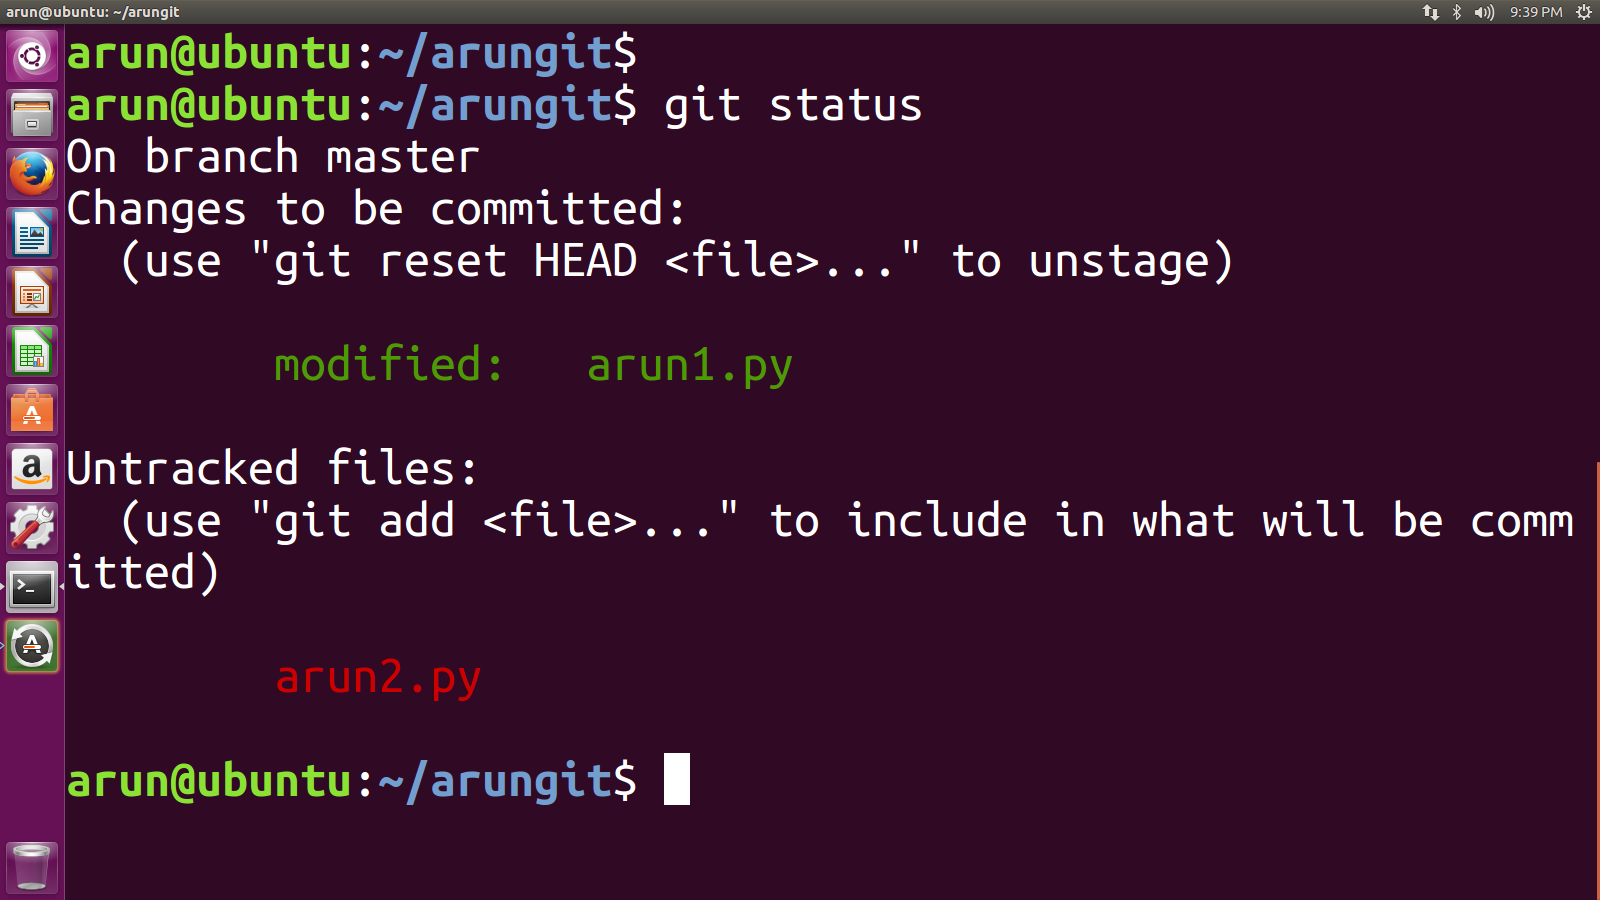 arun@ubuntu: ~/arungit
9:39 PM
arun@ubuntu:~/arungit$
arun@ubuntu:~/arungit$ git status
On branch master
Changes to be committed:
  (use "git reset HEAD <file>..." to unstage)
        modified:   arun1.py
Untracked files:
  (use "git add <file>..." to include in what will be comm
itted)
        arun2.py
arun@ubuntu:~/arungit$